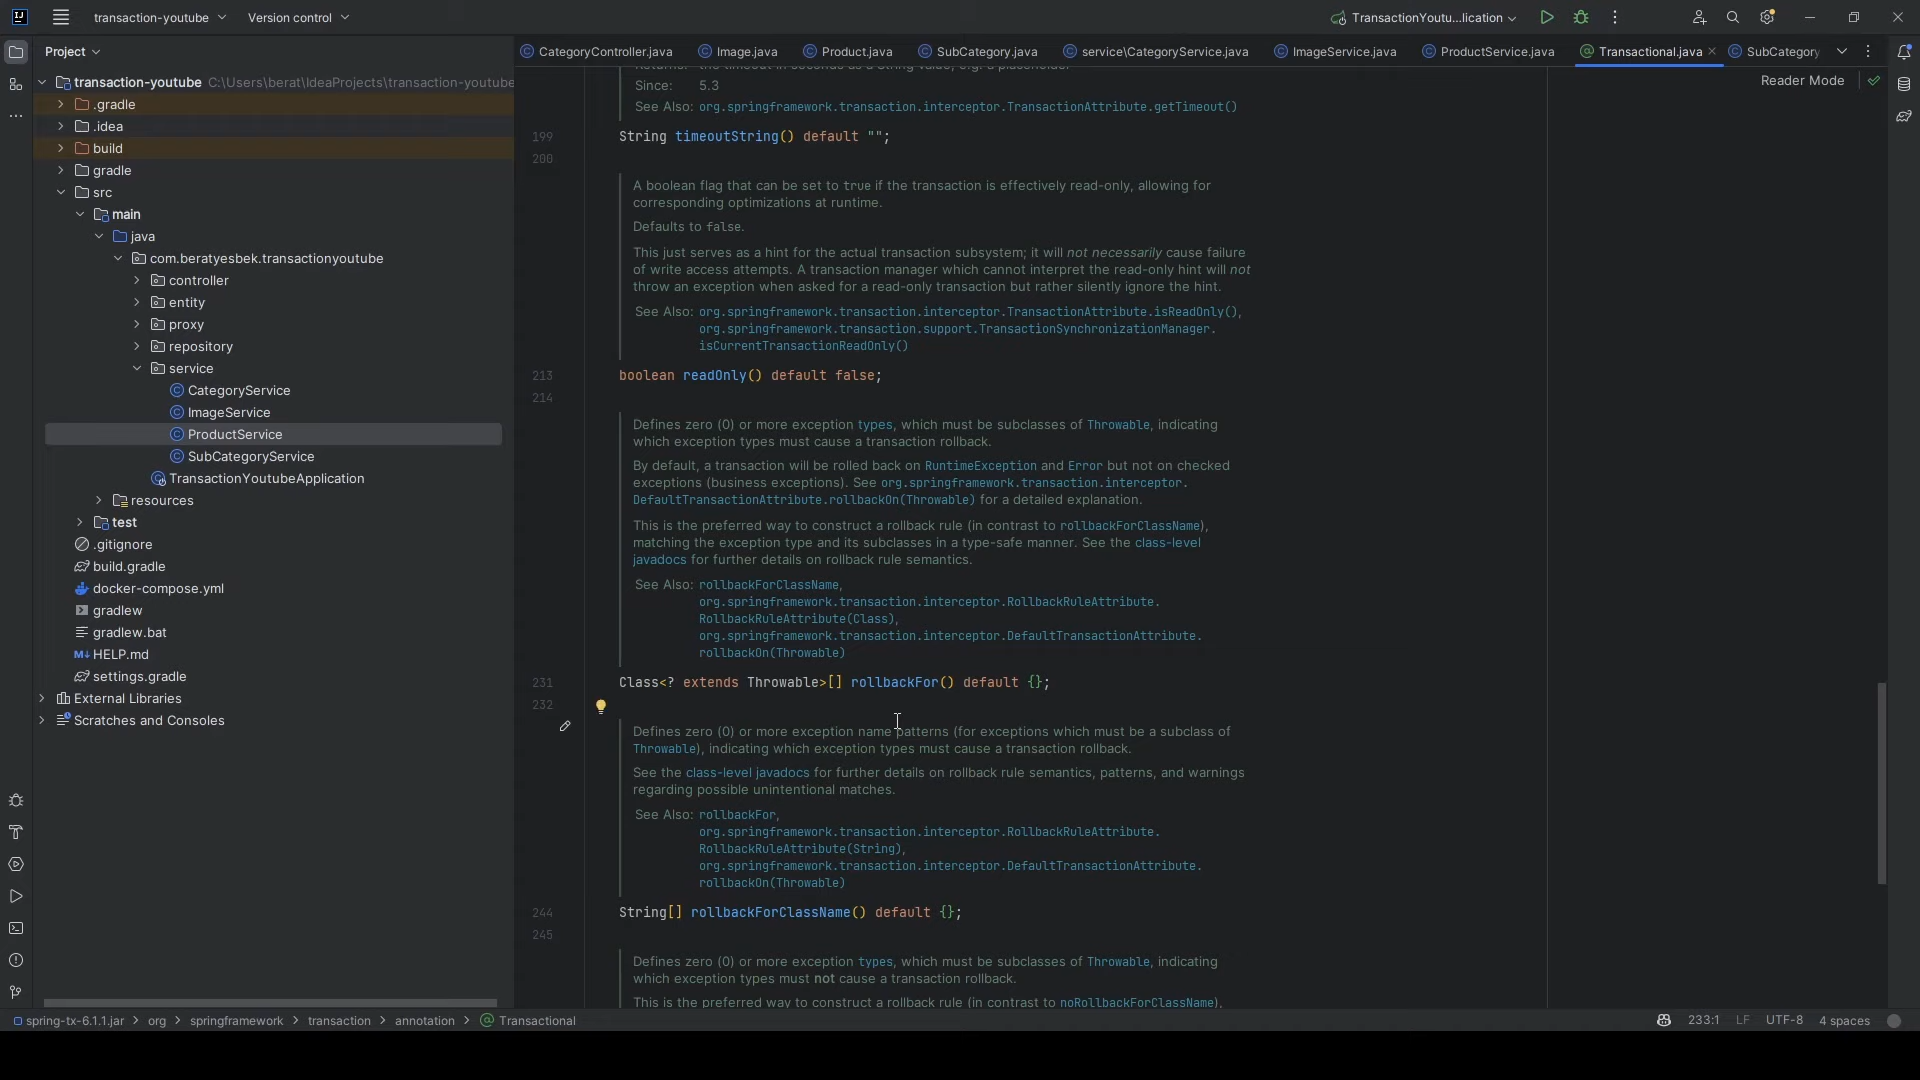 transaction-youtube
Version control
TransactionYoutu...lication
Project
CategoryController.java
Image.java
Product.java
SubCategory.java
service\CategoryService.java
ImageService.java
ProductService.java
Transactional.java
SubCategory
Reader Mode
transaction-youtube C:\Users\berat\IdeaProjects\transaction-youtube
.gradle
.idea
build
gradle
src
main
java
com.beratyesbek.transactionyoutube
controller
entity
proxy
repository
service
CategoryService
ImageService
ProductService
SubCategoryService
TransactionYoutubeApplication
resources
test
.gitignore
build.gradle
docker-compose.yml
gradlew
gradlew.bat
HELP.md
settings.gradle
External Libraries
Scratches and Consoles
Since: 5.3
See Also: org.springframework.transaction.interceptor.TransactionAttribute.getTimeout()
199 String timeoutString() default "";
200
A boolean flag that can be set to true if the transaction is effectively read-only, allowing for
corresponding optimizations at runtime.
Defaults to false.
This just serves as a hint for the actual transaction subsystem; it will not necessarily cause failure
of write access attempts. A transaction manager which cannot interpret the read-only hint will not
throw an exception when asked for a read-only transaction but rather silently ignore the hint.
See Also: org.springframework.transaction.interceptor.TransactionAttribute.isReadOnly(),
org.springframework.transaction.support.TransactionSynchronizationManager.
isCurrentTransactionReadOnly()
213 boolean readOnly() default false;
214
Defines zero (0) or more exception types, which must be subclasses of Throwable, indicating
which exception types must cause a transaction rollback.
By default, a transaction will be rolled back on RuntimeException and Error but not on checked
exceptions (business exceptions). See org.springframework.transaction.interceptor.
DefaultTransactionAttribute.rollbackOn(Throwable) for a detailed explanation.
This is the preferred way to construct a rollback rule (in contrast to rollbackForClassName),
matching the exception type and its subclasses in a type-safe manner. See the class-level
javadocs for further details on rollback rule semantics.
See Also: rollbackForClassName,
org.springframework.transaction.interceptor.RollbackRuleAttribute.
RollbackRuleAttribute(Class),
org.springframework.transaction.interceptor.DefaultTransactionAttribute.
rollbackOn(Throwable)
231 Class<? extends Throwable>[] rollbackFor() default {};
232
Defines zero (0) or more exception name patterns (for exceptions which must be a subclass of
Throwable), indicating which exception types must cause a transaction rollback.
See the class-level javadocs for further details on rollback rule semantics, patterns, and warnings
regarding possible unintentional matches.
See Also: rollbackFor,
org.springframework.transaction.interceptor.RollbackRuleAttribute.
RollbackRuleAttribute(String),
org.springframework.transaction.interceptor.DefaultTransactionAttribute.
rollbackOn(Throwable)
244 String[] rollbackForClassName() default {};
245
Defines zero (0) or more exception types, which must be subclasses of Throwable, indicating
which exception types must not cause a transaction rollback.
This is the preferred way to construct a rollback rule (in contrast to noRollbackForClassName),
spring-tx-6.1.1.jar
org
springframework
transaction
annotation
Transactional
233:1
LF
UTF-8
4 spaces